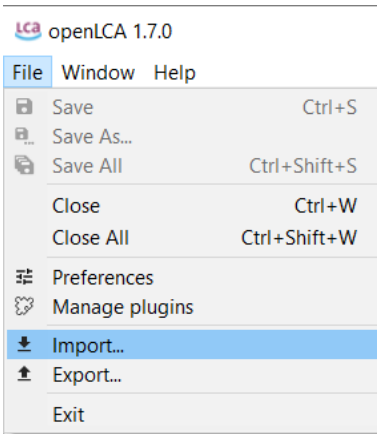 LCa openLCA 1.7.0
File Window Help
Save Ctrl+S
Save As...
Save All Ctrl+Shift+S
Close Ctrl+W
Close All Ctrl+Shift+W
Preferences
Manage plugins
Import...
Export...
Exit